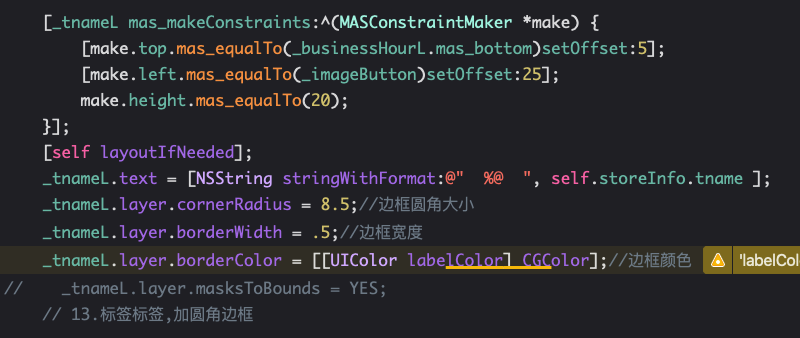 [_tnameL mas_makeConstraints:^(MASConstraintMaker *make) {
[make.top.mas_equalTo(_businessHourL.mas_bottom)setOffset:5];
[make.left.mas_equalTo(_imageButton)setOffset:25];
make.height.mas_equalTo(20);
}];
[self layoutIfNeeded];
_tnameL.text = [NSString stringWithFormat:@"  %@  ", self.storeInfo.tname ];
_tnameL.layer.cornerRadius = 8.5;//边框圆角大小
_tnameL.layer.borderWidth = .5;//边框宽度
_tnameL.layer.borderColor = [[UIColor labelColor] CGColor];//边框颜色 'labelCol
//    _tnameL.layer.masksToBounds = YES;
// 13.标签标签,加圆角边框